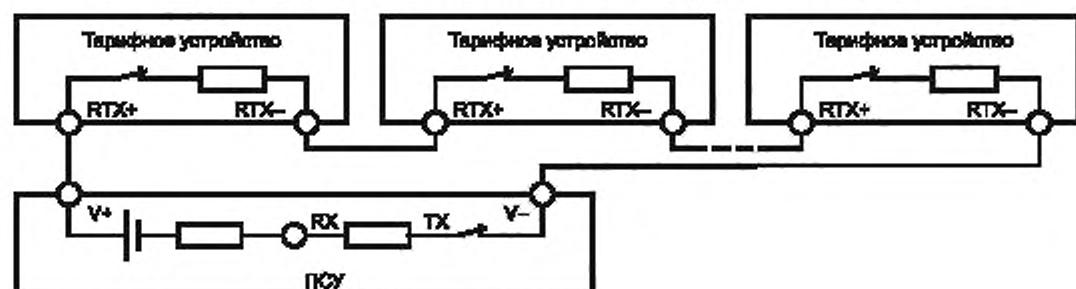 Тарифное устройство Тарифное устройство Тарифное устройство
RTX+ RTX– RTX+ RTX– RTX+ RTX–
V+ RX TX V–
ПСУ